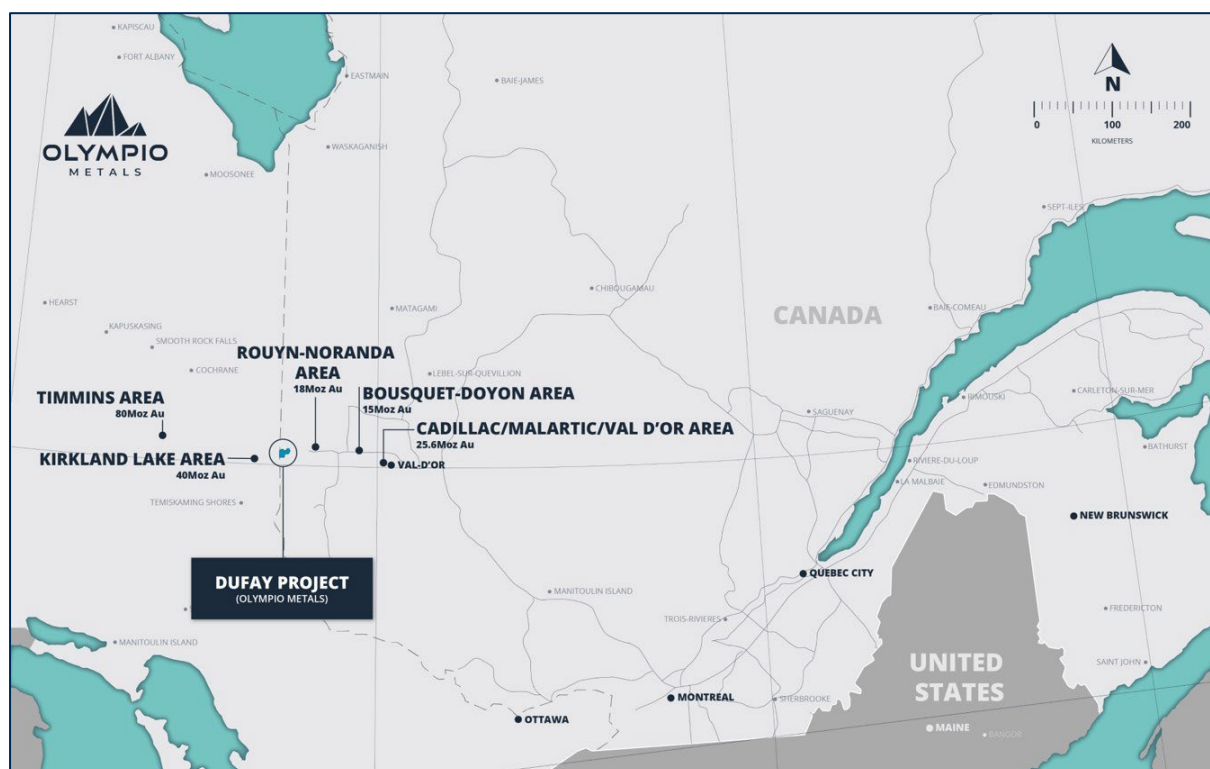 KAPISCAU
FORT ALBANY
EASTMAIN
BAIE-JAMES
N
0 100 200
KILOMETERS
OLYMPIO
METALS
WASKAGANISH
MOOSONEE
SEPT-ILES
HEARST
CHIBOUGAMAU
MATAGAMI
CANADA
BAIE-COMEAU
KAPUSKASING
SMOOTH ROCK FALLS
COCHRANE
ROUYN-NORANDA
AREA
18Moz Au
LEBEL-SUR-QUEVILLION
TIMMINS AREA
80Moz Au
BOUSQUET-DOYON AREA
15Moz Au
CADILLAC/MALARTIC/VAL D'OR AREA
25.6Moz Au
SAGUENAY
RIMOUSKI
CARLETON-SUR-MER
BATHURST
KIRKLAND LAKE AREA
40Moz Au
VAL-D'OR
RIVIERE-DU-LOUP
LA MALBAIE
EDMUNDSTON
TEMISKAMING SHORES
NEW BRUNSWICK
DUFAY PROJECT
(OLYMPIO METALS)
QUEBEC CITY
MANITOULIN ISLAND
TROIS-RIVIERES
FREDERICTON
MANITOULIN ISLAND
UNITED
STATES
SAINT JOHN
MONTREAL
SHERBROOKE
OTTAWA
MAINE
BANGOR